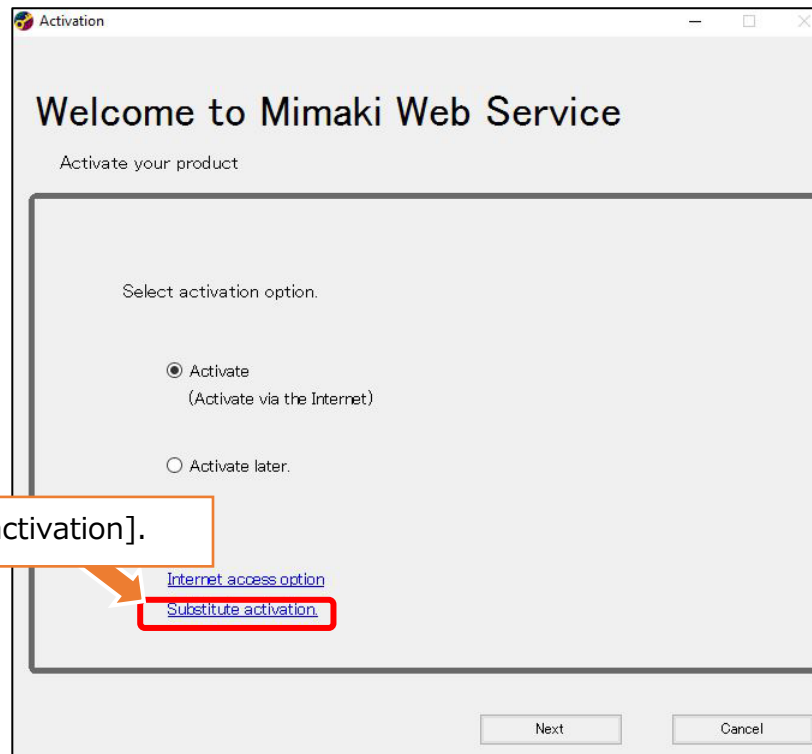 Activation
Welcome to Mimaki Web Service
Activate your product
Select activation option.
Activate
(Activate via the Internet)
Activate later.
activation].
Internet access option
Substitute activation.
Next
Cancel